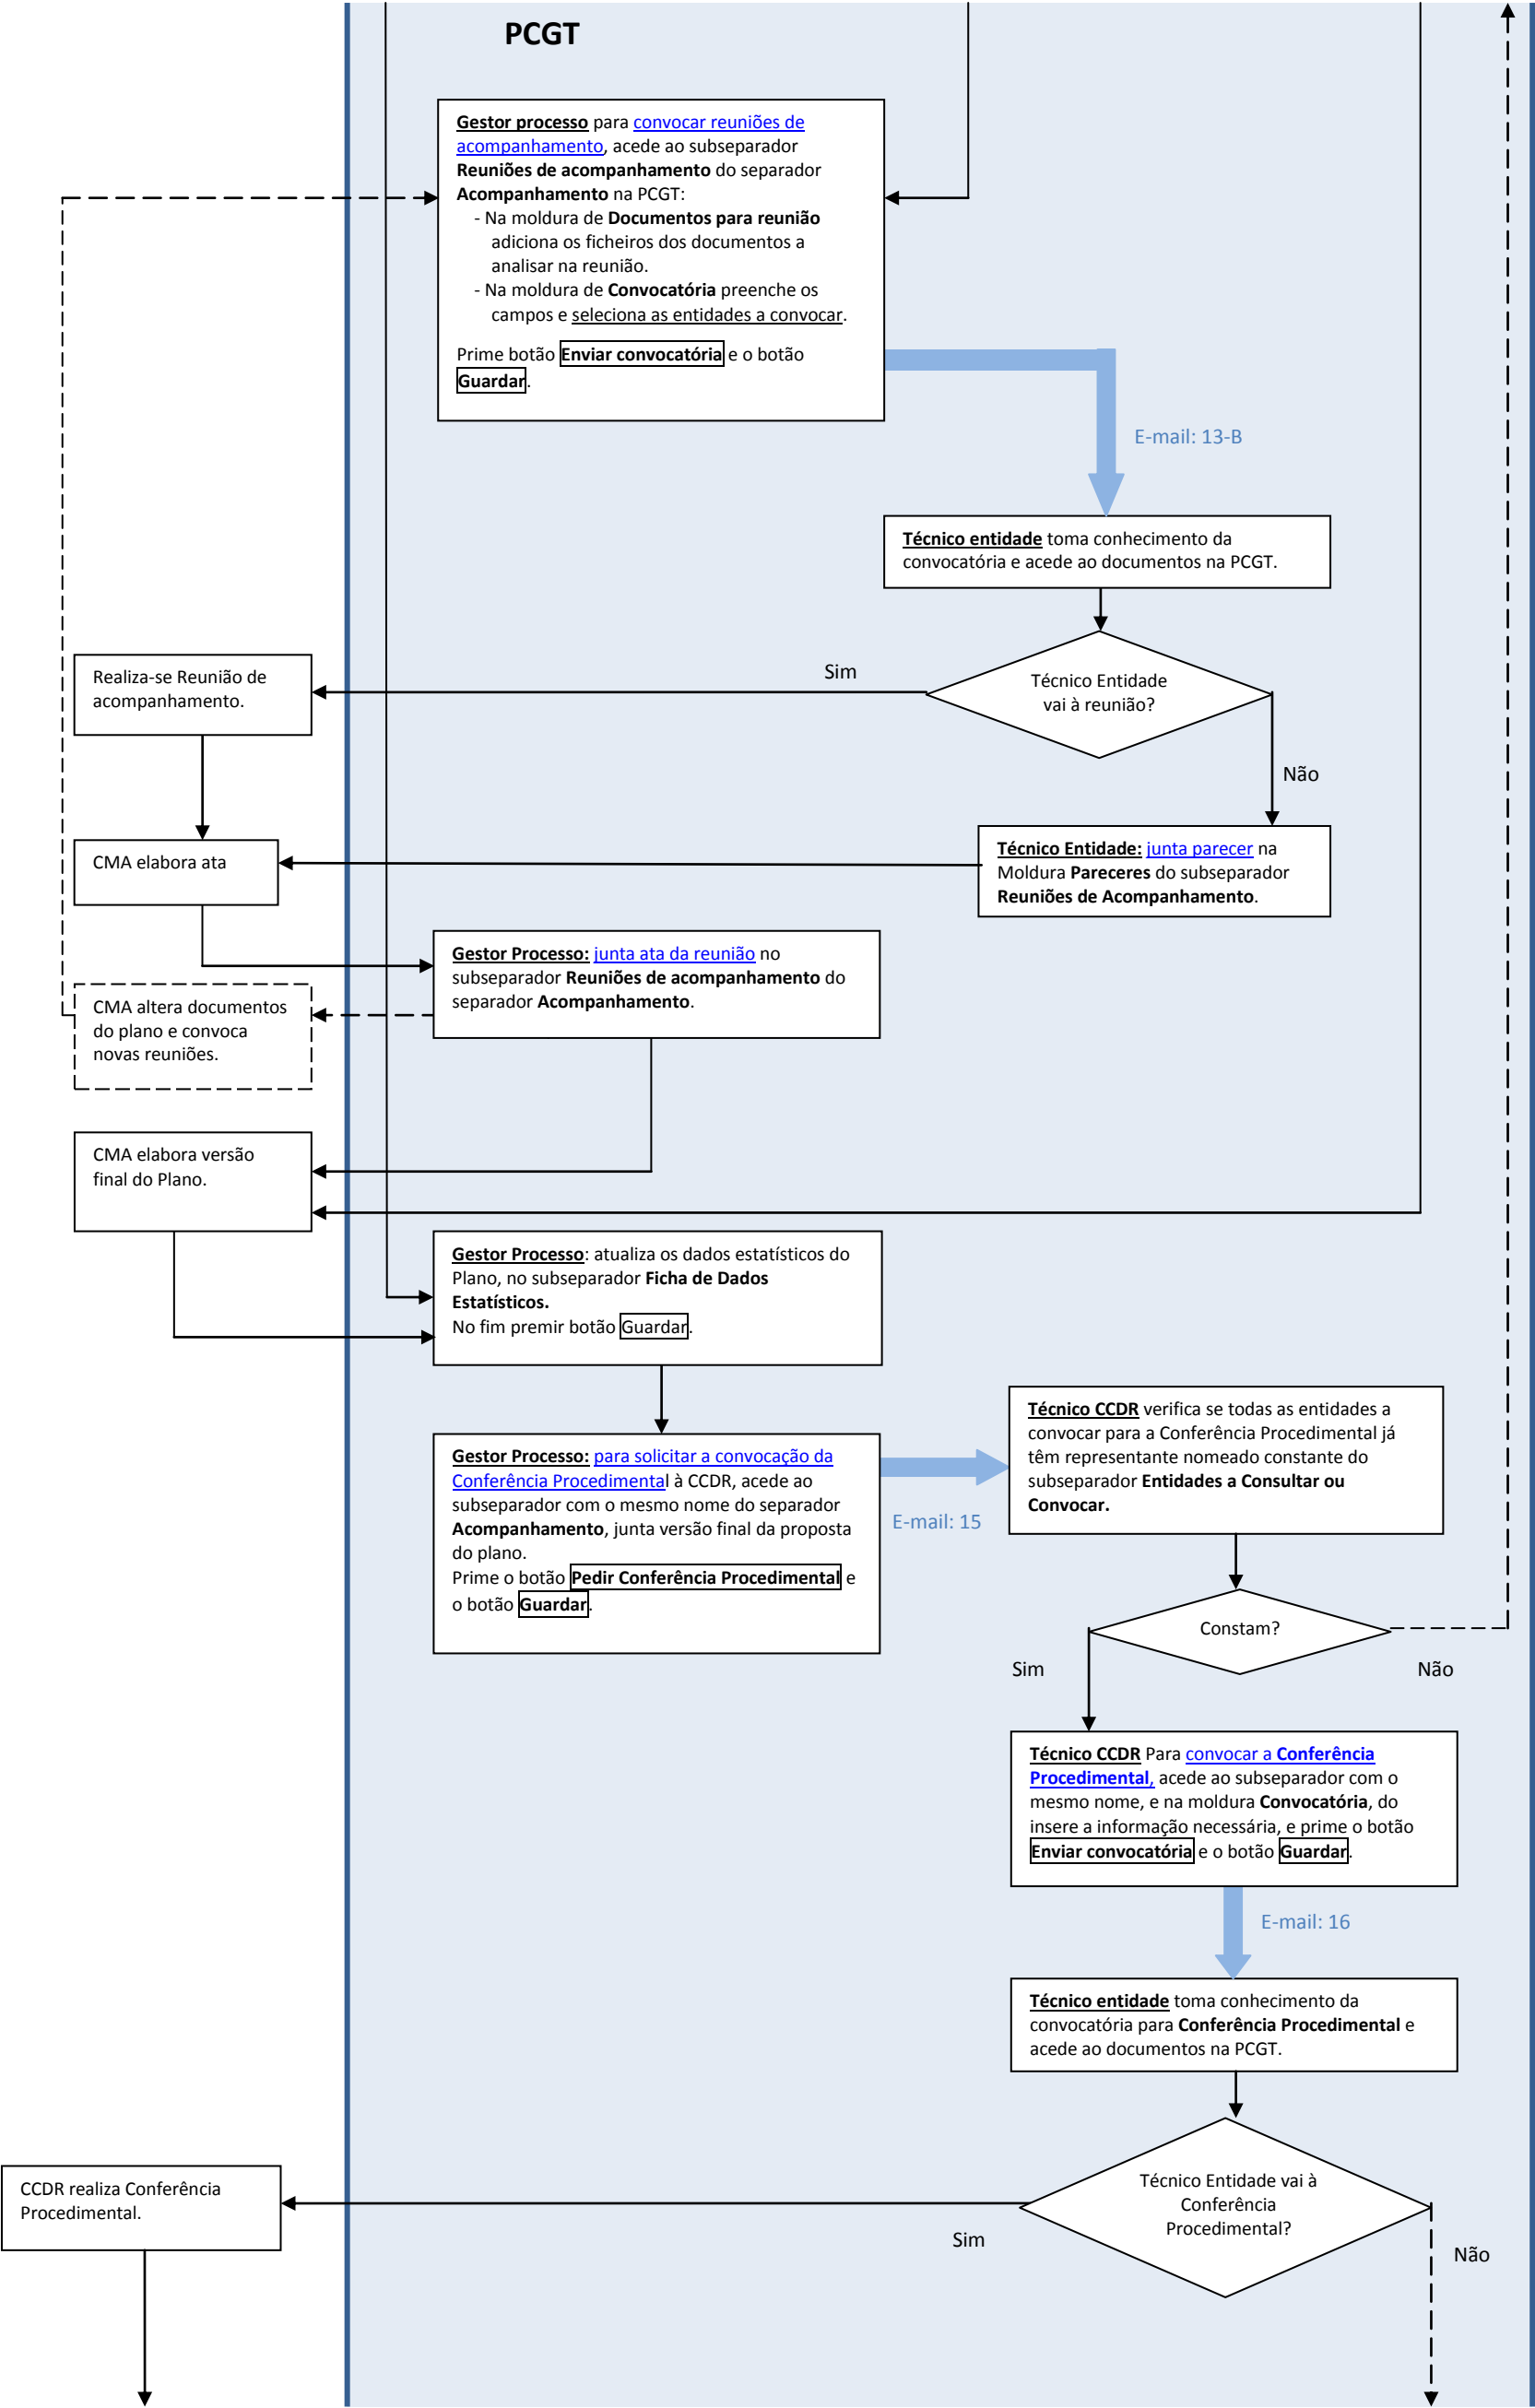 PCGT
Gestor processo para convocar reuniões de
acompanhamento, acede ao subseparador
Reuniões de acompanhamento do separador
Acompanhamento na PCGT:
- Na moldura de Documentos para reunião
adiciona os ficheiros dos documentos a
analisar na reunião.
- Na moldura de Convocatória preenche os
campos e seleciona as entidades a convocar.
Prime botão Enviar convocatória e o botão
Guardar.
E-mail: 13-B
Técnico entidade toma conhecimento da
convocatória e acede ao documentos na PCGT.
Técnico Entidade
vai à reunião?
Sim
Não
Realiza-se Reunião de
acompanhamento.
CMA elabora ata
Técnico Entidade: junta parecer na
Moldura Pareceres do subseparador
Reuniões de Acompanhamento.
Gestor Processo: junta ata da reunião no
subseparador Reuniões de acompanhamento do
separador Acompanhamento.
CMA altera documentos
do plano e convoca
novas reuniões.
CMA elabora versão
final do Plano.
Gestor Processo: atualiza os dados estatísticos do
Plano, no subseparador Ficha de Dados
Estatísticos.
No fim premir botão Guardar.
Gestor Processo: para solicitar a convocação da
Conferência Procedimental à CCDR, acede ao
subseparador com o mesmo nome do separador
Acompanhamento, junta versão final da proposta
do plano.
Prime o botão Pedir Conferência Procedimental e
o botão Guardar.
E-mail: 15
Técnico CCDR verifica se todas as entidades a
convocar para a Conferência Procedimental já
têm representante nomeado constante do
subseparador Entidades a Consultar ou
Convocar.
Constam?
Sim
Não
Técnico CCDR Para convocar a Conferência
Procedimental, acede ao subseparador com o
mesmo nome, e na moldura Convocatória, do
insere a informação necessária, e prime o botão
Enviar convocatória e o botão Guardar.
E-mail: 16
Técnico entidade toma conhecimento da
convocatória para Conferência Procedimental e
acede ao documentos na PCGT.
Técnico Entidade vai à
Conferência
Procedimental?
Sim
Não
CCDR realiza Conferência
Procedimental.